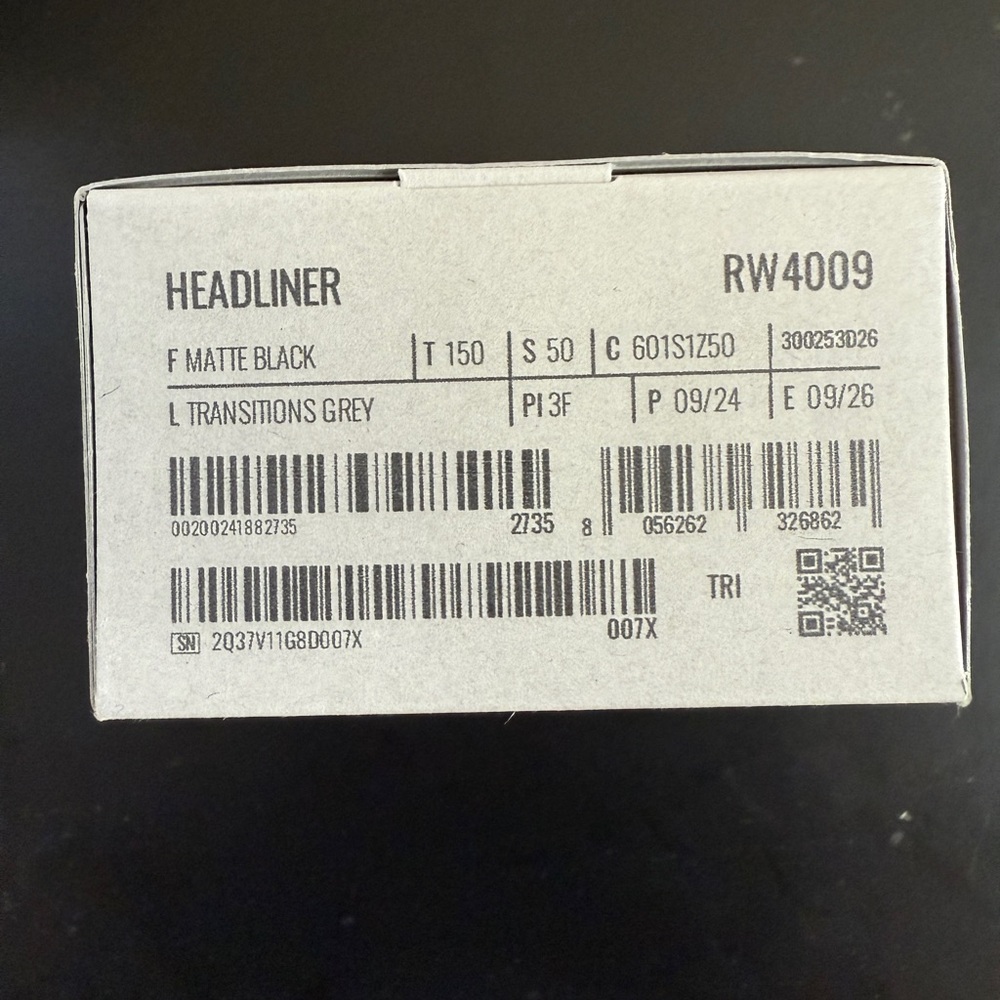 HEADLINER RW4009
F MATTE BLACK T 150 S 50 C 601S1Z50 300253D26
L TRANSITIONS GREY PI 3F P 09/24 E 09/26
00200241882735 2735 8 056262 326862
TRI
007X
SN 2Q37V11G8D007X